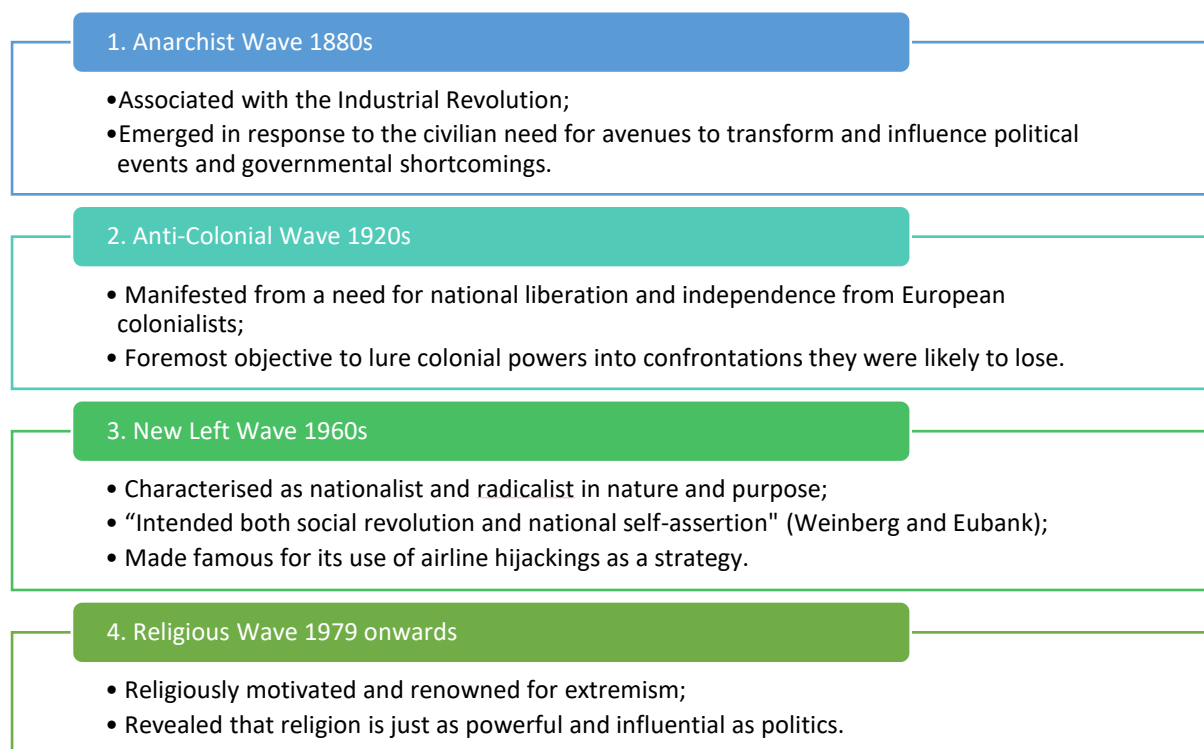 1. Anarchist Wave 1880s
•Associated with the Industrial Revolution;
•Emerged in response to the civilian need for avenues to transform and influence political
events and governmental shortcomings.
2. Anti-Colonial Wave 1920s
• Manifested from a need for national liberation and independence from European
colonialists;
• Foremost objective to lure colonial powers into confrontations they were likely to lose.
3. New Left Wave 1960s
• Characterised as nationalist and radicalist in nature and purpose;
• “Intended both social revolution and national self-assertion" (Weinberg and Eubank);
• Made famous for its use of airline hijackings as a strategy.
4. Religious Wave 1979 onwards
• Religiously motivated and renowned for extremism;
• Revealed that religion is just as powerful and influential as politics.